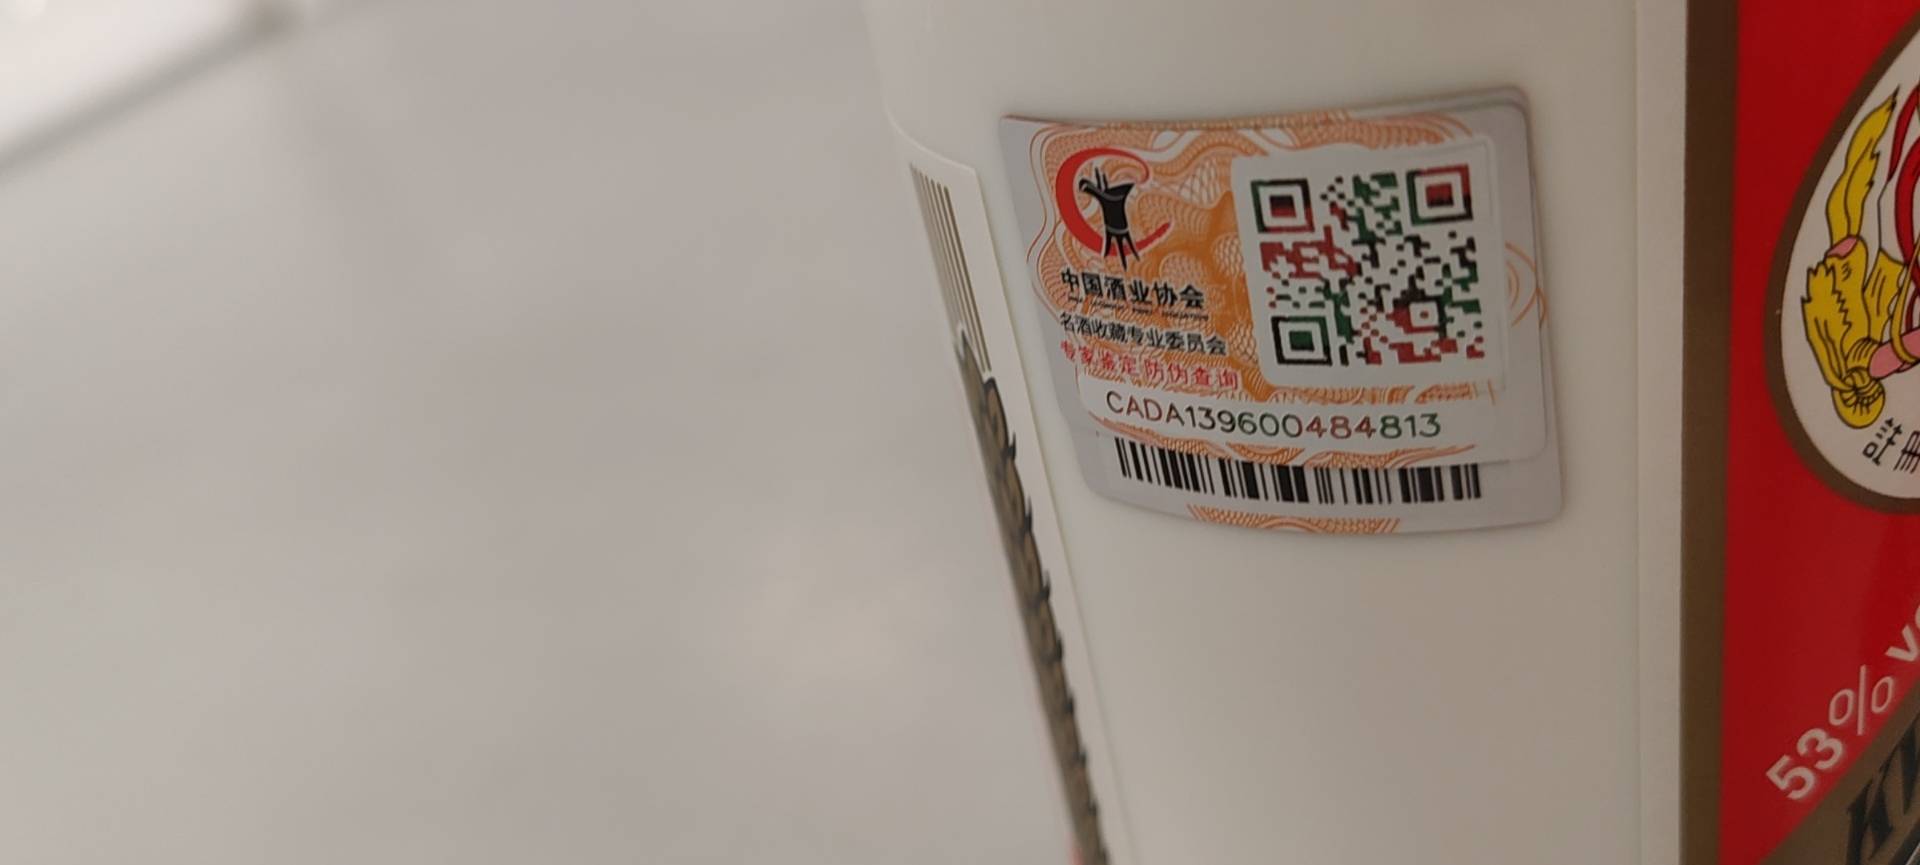 中国酒业协会
名酒收藏专业委员会
专家鉴定防伪查询
CADA139600484813
53% v